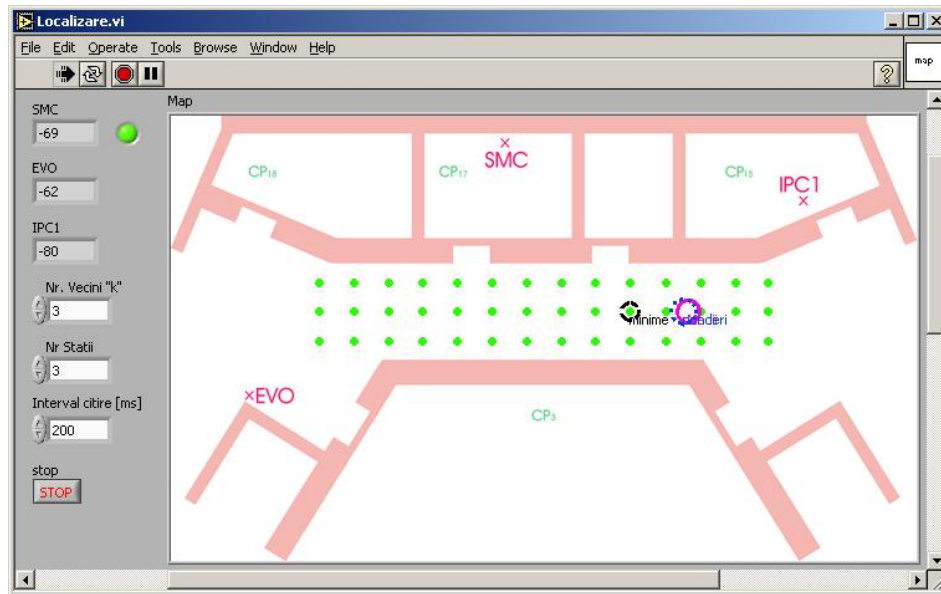 Localizare.vi
File Edit Operate Tools Browse Window Help
map
SMC
-69
EVO
-62
IPC1
-80
Nr. Vecini "k"
3
Nr Statii
3
Interval citire [ms]
200
stop
STOP
Map
CP18
CP17
SMC
CP15
IPC1
minime
EVO
CP3